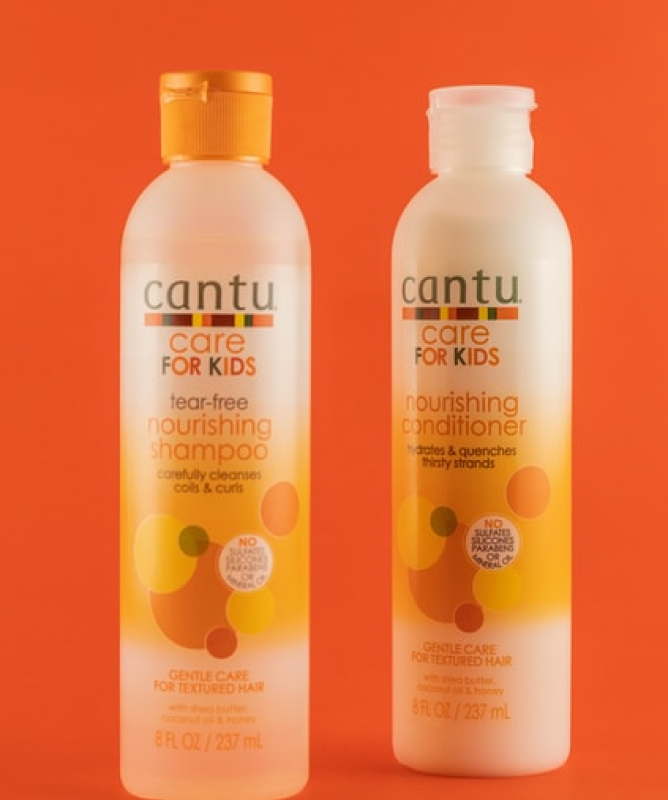 cantu
care
FOR KIDS
tear-free
nourishing
shampoo
carefully cleanses
coils & curls
NO
SULFATES
SILICONES
PARABENS
OR
MINERAL OIL
GENTLE CARE
FOR TEXTURED HAIR
with shea butter,
coconut oil & honey
8 FL OZ / 237 mL
cantu
care
FOR KIDS
nourishing
conditioner
hydrates & quenches
thirsty strands
NO
SULFATES
SILICONES
PARABENS
OR
MINERAL OIL
GENTLE CARE
FOR TEXTURED HAIR
with shea butter,
coconut oil & honey
8 FL OZ / 237 mL